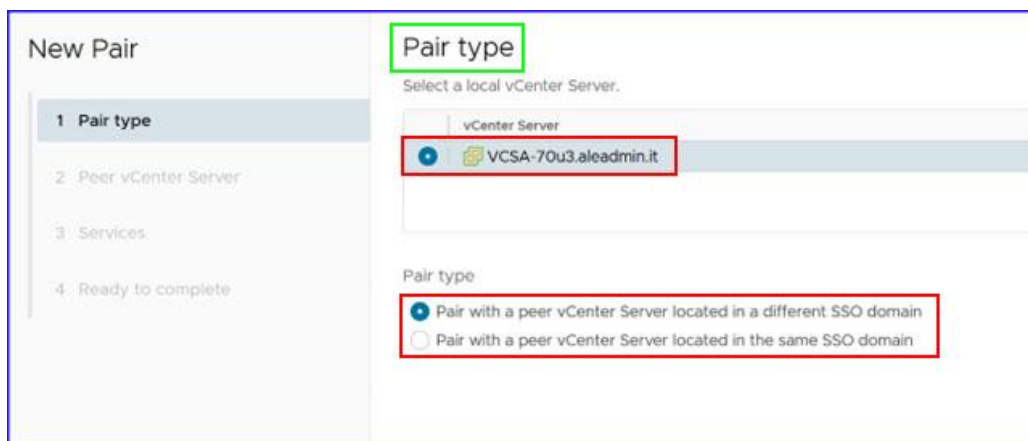 New Pair
1 Pair type
2 Peer vCenter Server
3 Services
4 Ready to complete
Pair type
Select a local vCenter Server.
vCenter Server
VCSA-70u3.aleadmin.it
Pair type
Pair with a peer vCenter Server located in a different SSO domain
Pair with a peer vCenter Server located in the same SSO domain